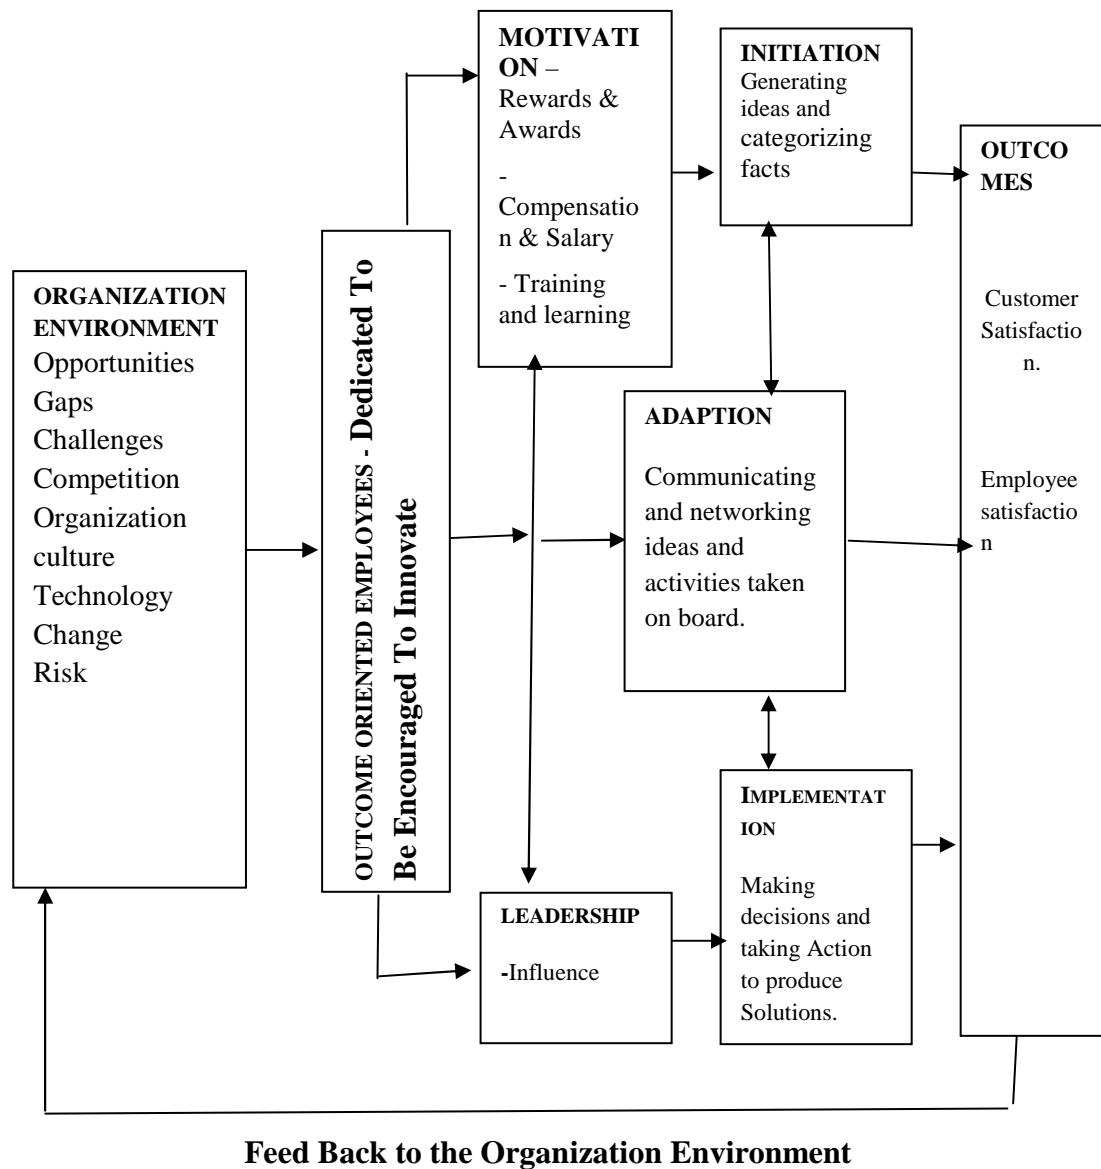 ORGANIZATION
ENVIRONMENT
Opportunities
Gaps
Challenges
Competition
Organization
culture
Technology
Change
Risk
OUTCOME ORIENTED EMPLOYEES - Dedicated To
Be Encouraged To Innovate
MOTIVATI
ON –
Rewards &
Awards
-
Compensatio
n & Salary
- Training
and learning
LEADERSHIP
-Influence
INITIATION
Generating
ideas and
categorizing
facts
ADAPTION
Communicating
and networking
ideas and
activities taken
on board.
IMPLEMENTAT
ION
Making
decisions and
taking Action
to produce
Solutions.
OUTCO
MES
Customer
Satisfactio
n.
Employee
satisfactio
n
Feed Back to the Organization Environment